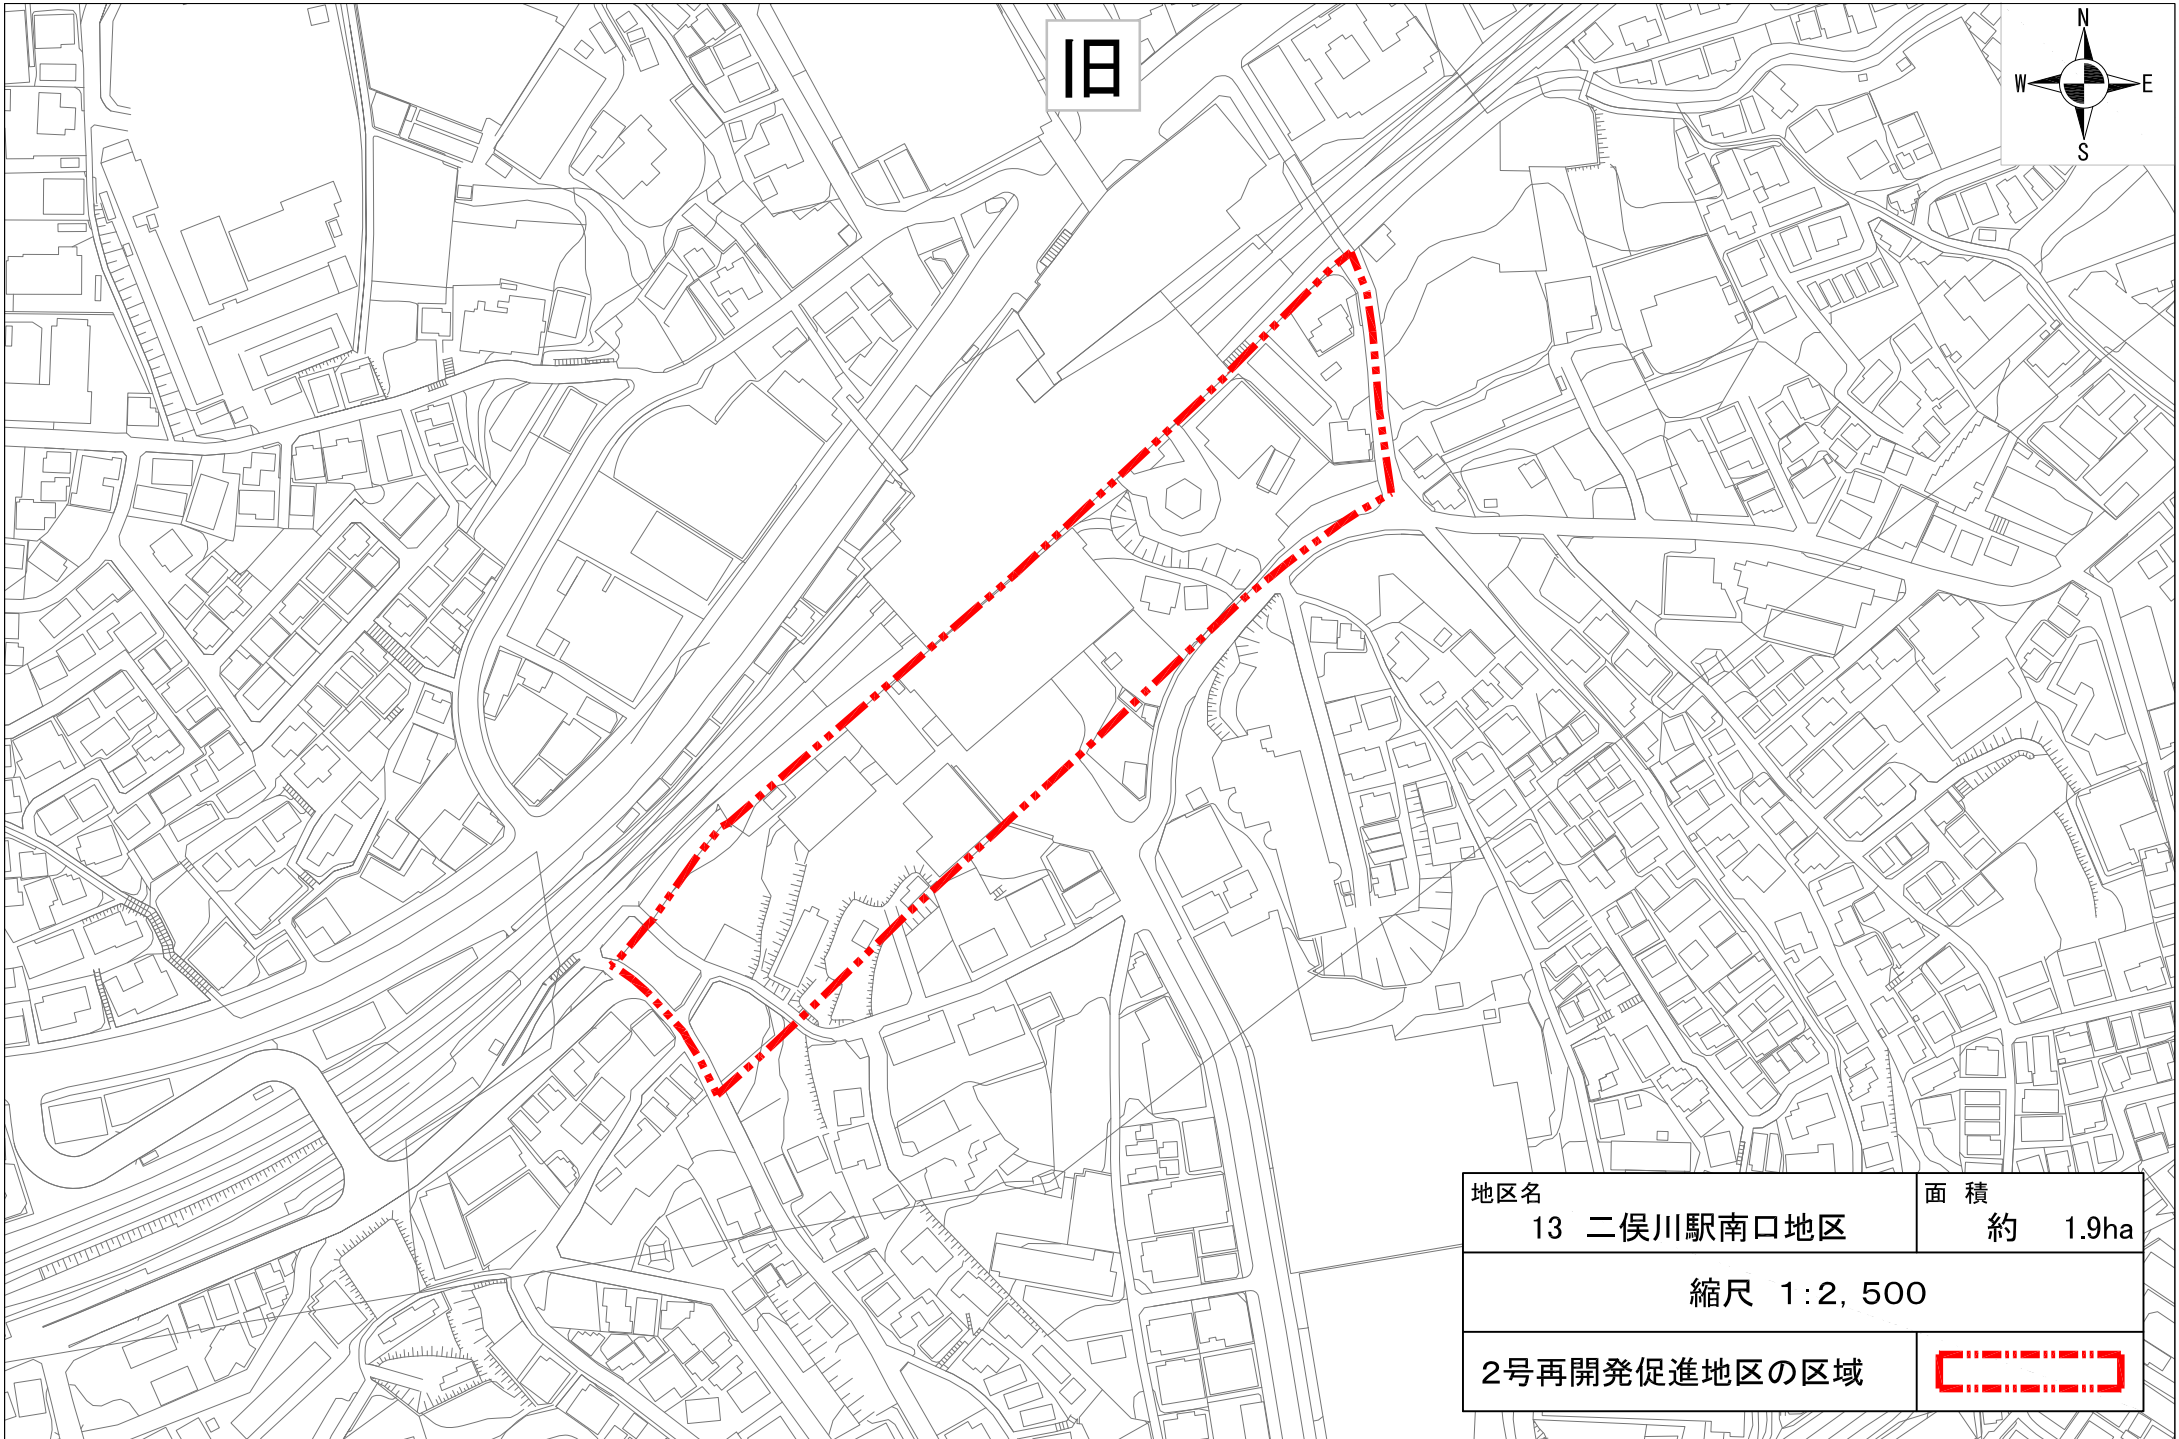 旧
N
W E
S
地区名
13 二俣川駅南口地区
面 積
約 1.9ha
縮尺 1:2,500
2号再開発促進地区の区域